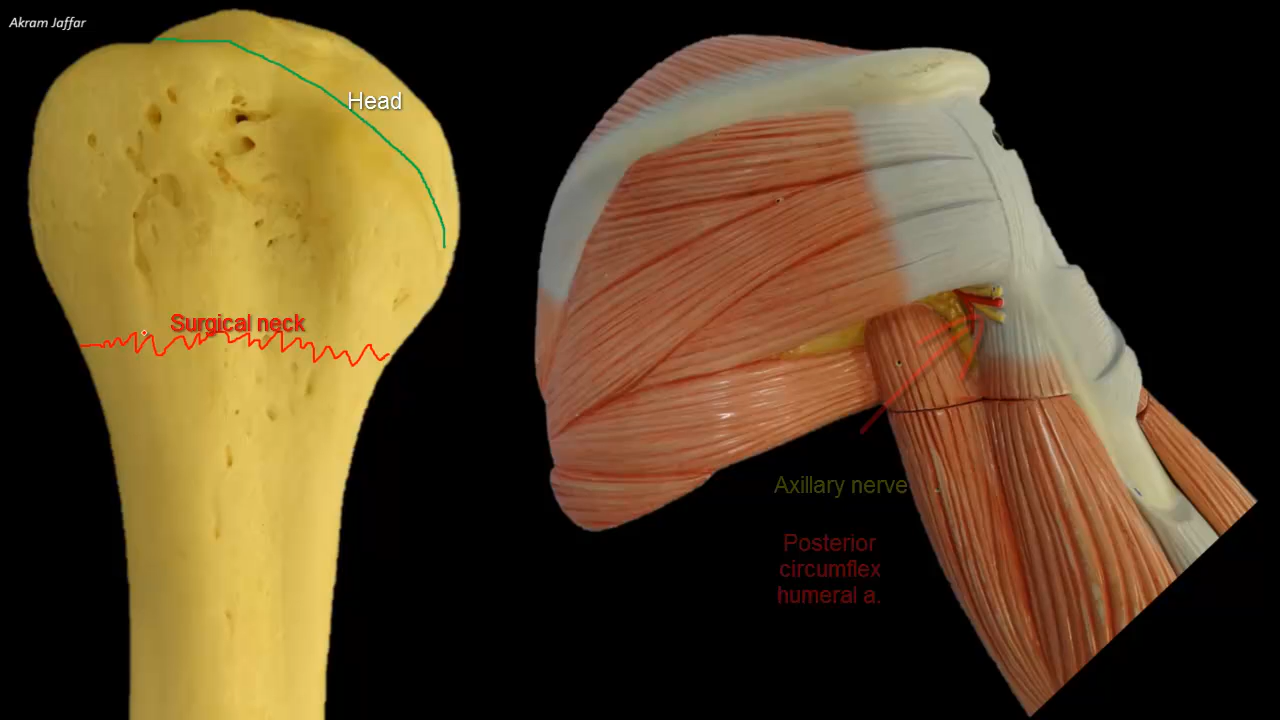 Akram Jaffar
Head
Surgical neck
Axillary nerve
Posterior
circumflex
humeral a.